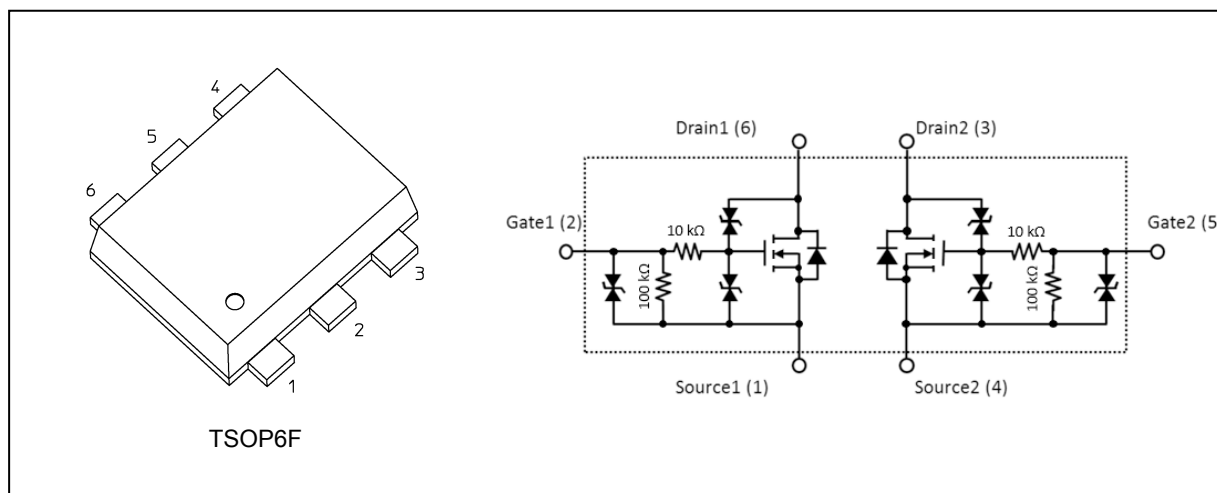 4
5
6
3
2
1
TSOP6F
Drain1 (6)
Drain2 (3)
Gate1 (2)
10 kΩ
100 kΩ
10 kΩ
100 kΩ
Gate2 (5
Source1 (1)
Source2 (4)